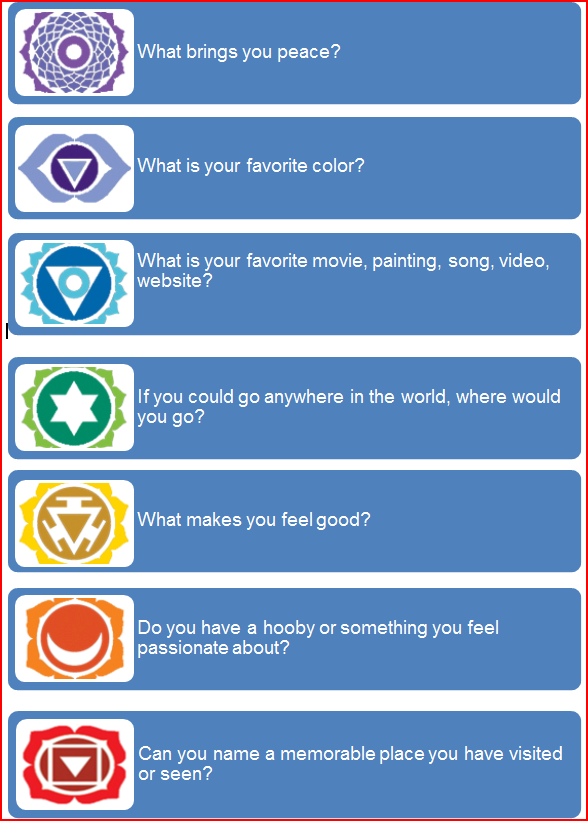 What brings you peace?
What is your favorite color?
What is your favorite movie, painting, song, video,
website?
If you could go anywhere in the world, where would
you go?
What makes you feel good?
Do you have a hooby or something you feel
passionate about?
Can you name a memorable place you have visited
or seen?